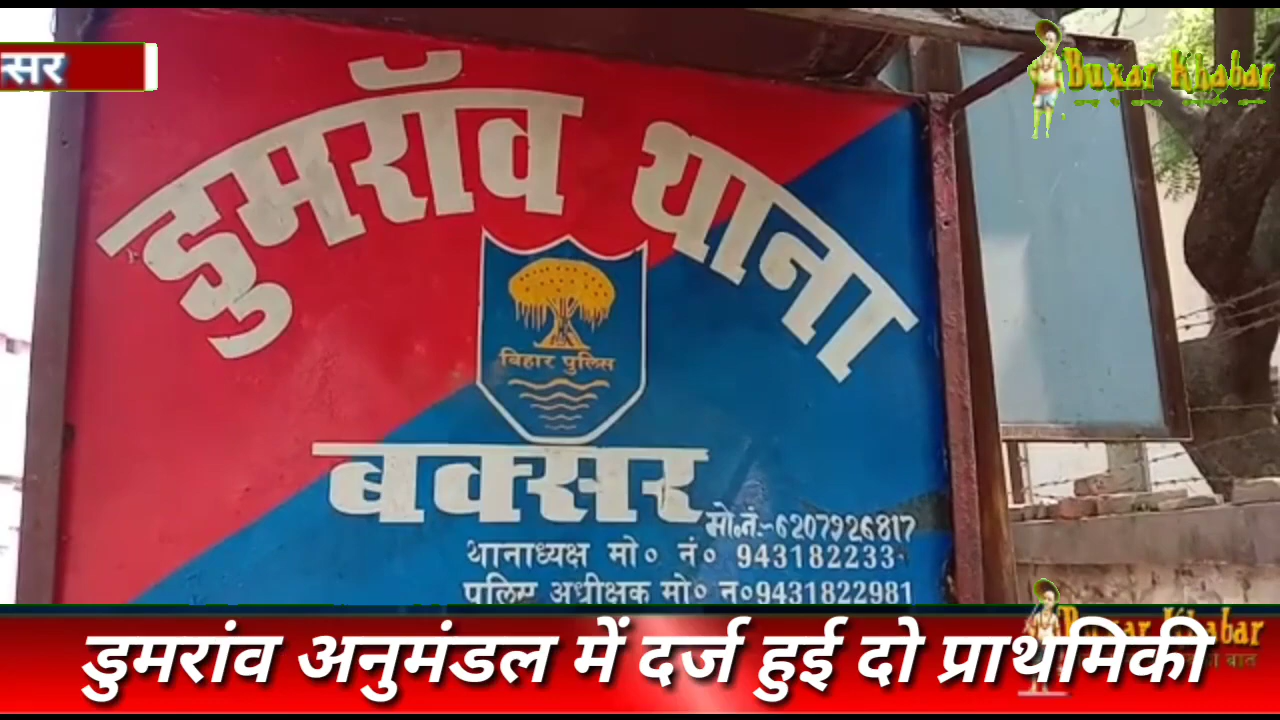 सर
Buxar Khabar
डुमरॉव थाना
बिहार पुलिस
बक्सर
मो॰नं:-6207926817
थानाध्यक्ष मो० नं० 943182233
पुलिस अधीक्षक मो० न०9431822981
Buxar Khabar
डुमरांव अनुमंडल में दर्ज हुई दो प्राथमिकी